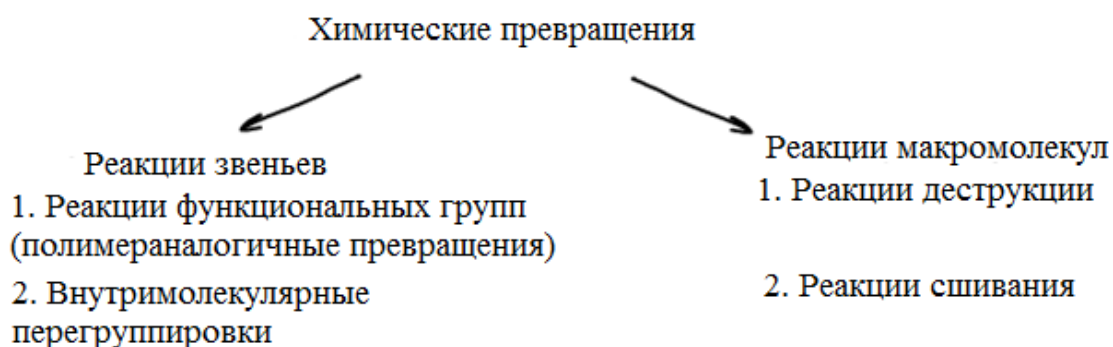 Химические превращения
Реакции звеньев
1. Реакции функциональных групп
(полимераналогичные превращения)
2. Внутримолекулярные
перегруппировки
Реакции макромолекул
1. Реакции деструкции
2. Реакции сшивания